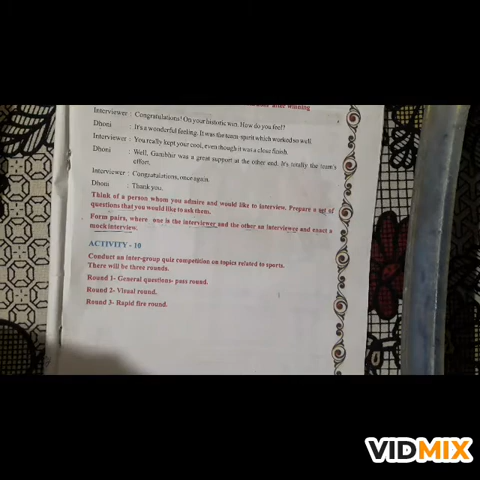 after winning
Interviewer : Congratulations! On your historic win. How do you feel?
Dhoni : It's a wonderful feeling. It was the team-spirit which worked so well.
Interviewer : You really kept your cool, even though it was a close finish.
Dhoni : Well, Gambhir was a great support at the other end. It's totally the team's
effort.
Interviewer : Congratulations, once again.
Dhoni : Thank you.
Think of a person whom you admire and would like to interview. Prepare a set of
questions that you would like to ask them.
Form pairs, where one is the interviewer and the other an interviewee and enact a
mock interview.
ACTIVITY - 10
Conduct an inter-group quiz competition on topics related to sports.
There will be three rounds.
Round 1- General questions- pass round.
Round 2- Visual round.
Round 3- Rapid fire round.
VIDMIX